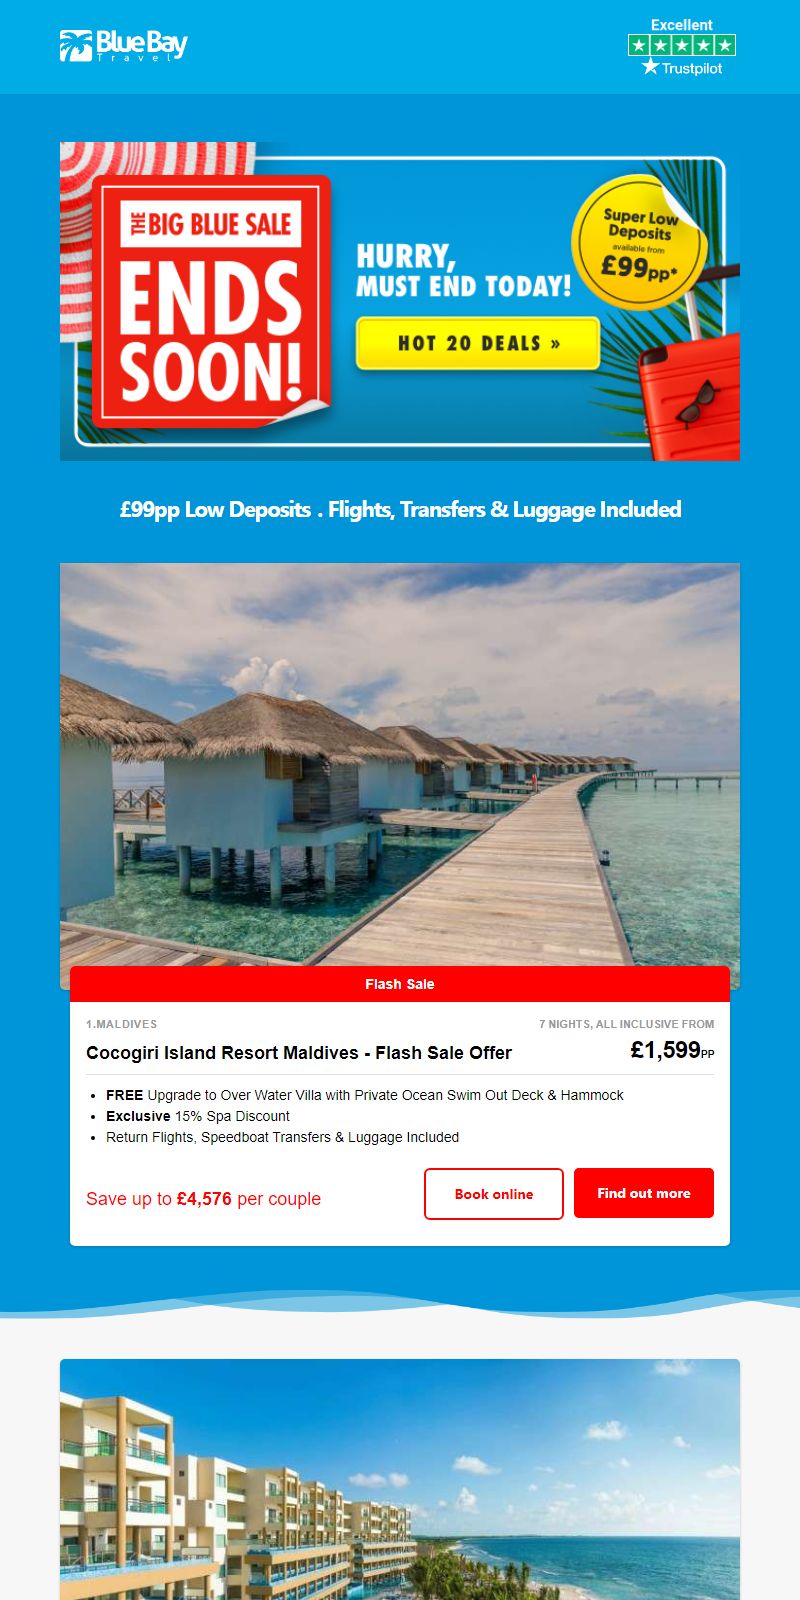 Blue Bay
Travel
Excellent
Trustpilot
THE BIG BLUE SALE
ENDS
SOON!
HURRY,
MUST END TODAY!
HOT 20 DEALS »
Super Low
Deposits
available from
£99pp*
£99pp Low Deposits . Flights, Transfers & Luggage Included
Flash Sale
1.MALDIVES
7 NIGHTS, ALL INCLUSIVE FROM
Cocogiri Island Resort Maldives - Flash Sale Offer
£1,599PP
• FREE Upgrade to Over Water Villa with Private Ocean Swim Out Deck & Hammock
• Exclusive 15% Spa Discount
• Return Flights, Speedboat Transfers & Luggage Included
Save up to £4,576 per couple
Book online
Find out more